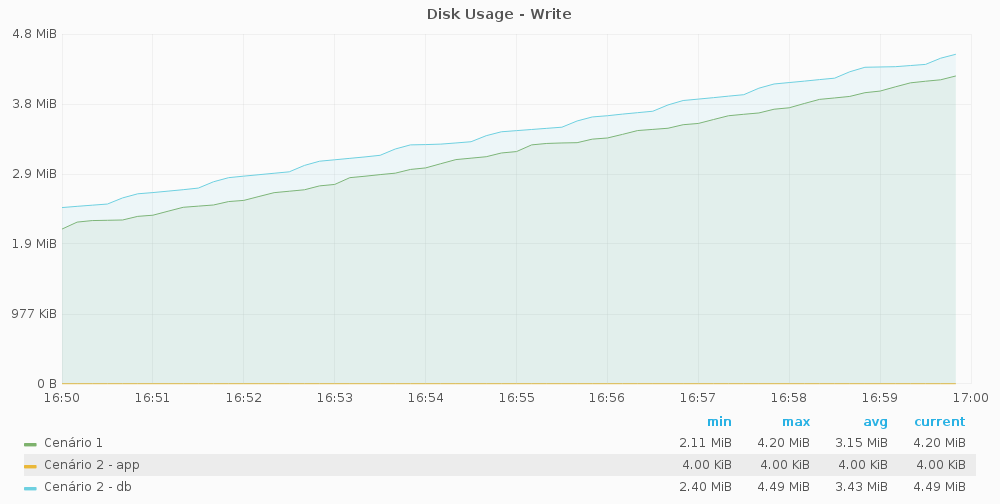 Disk Usage - Write
4.8 MiB
3.8 MiB
2.9 MiB
1.9 MiB
977 KiB
0 B
16:50 16:51 16:52 16:53 16:54 16:55 16:56 16:57 16:58 16:59 17:00
min max avg current
Cenário 1 2.11 MiB 4.20 MiB 3.15 MiB 4.20 MiB
Cenário 2 - app 4.00 KiB 4.00 KiB 4.00 KiB 4.00 KiB
Cenário 2 - db 2.40 MiB 4.49 MiB 3.43 MiB 4.49 MiB